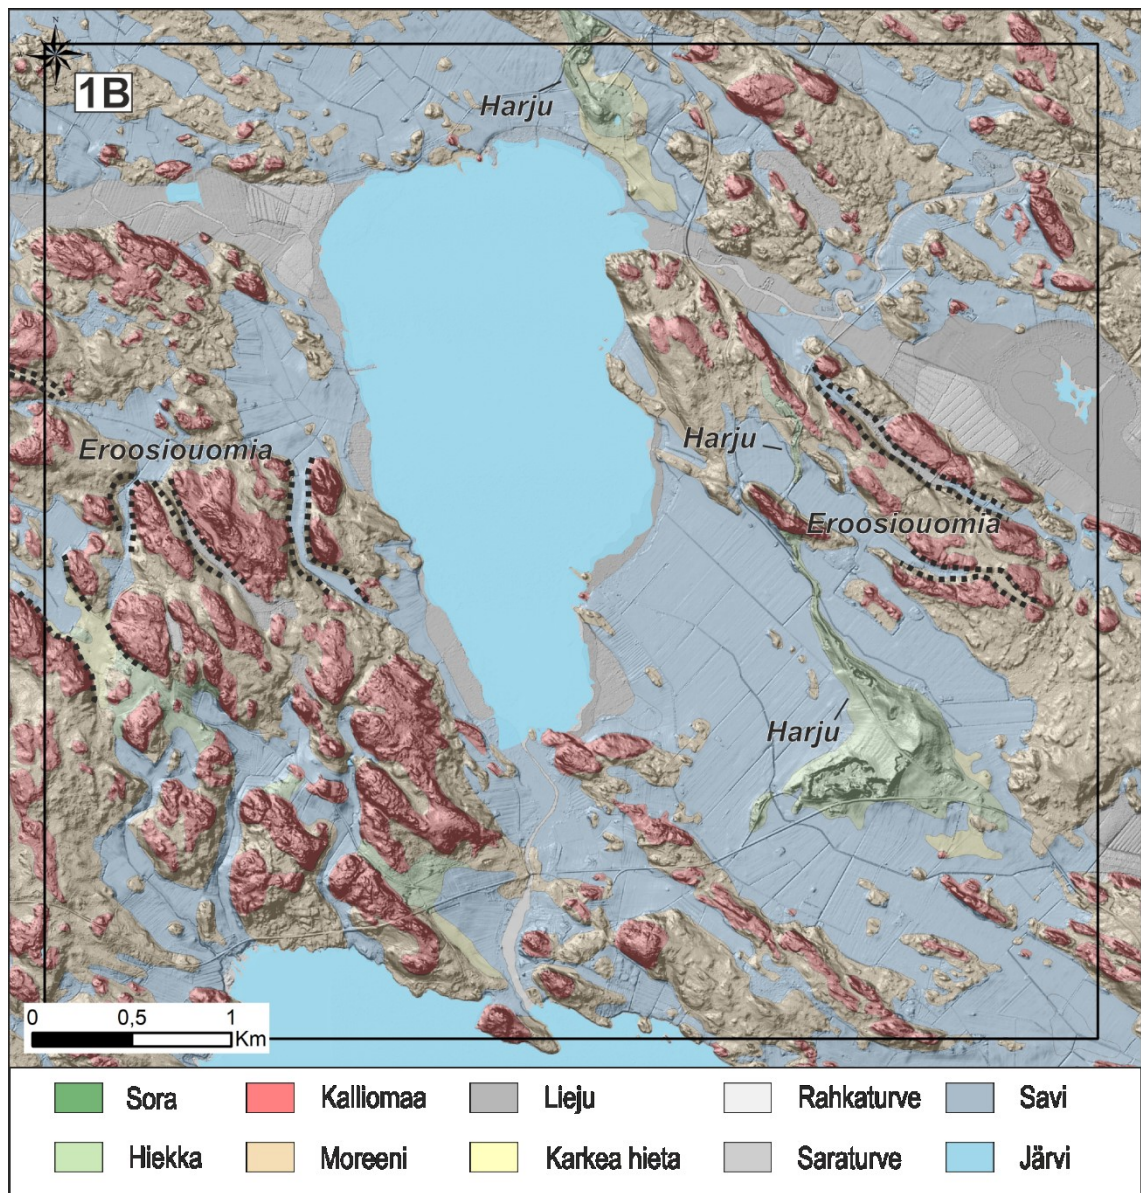 N
1B
Harju
Eroosiouomia
Harju
Eroosiouomia
Harju
0 0,5 1
Km
Sora Kalliomaa Lieju Rahkaturve Savi
Hiekka Moreeni Karkea hieta Saraturve Järvi